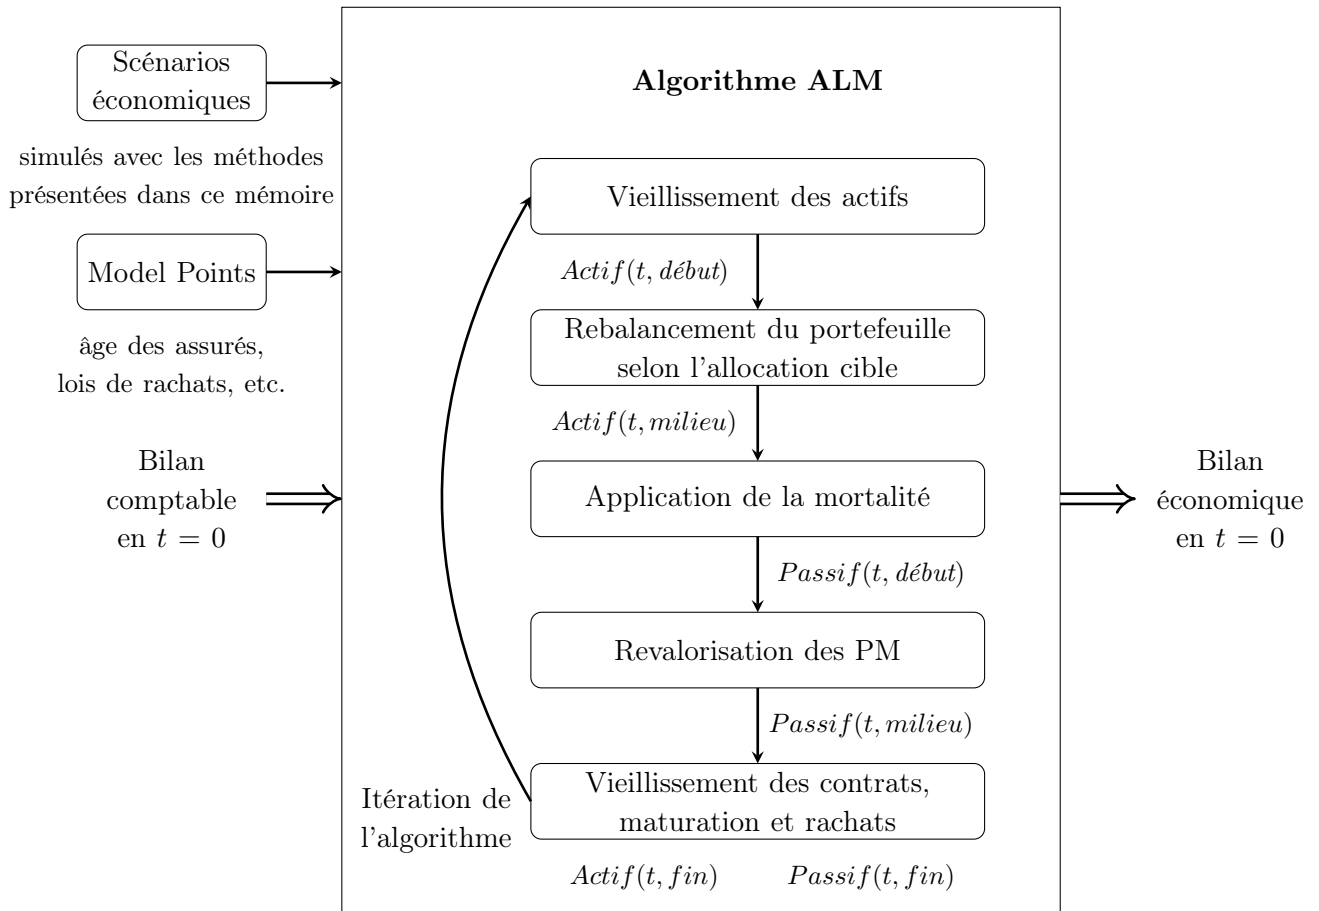 Scénarios
économiques
simulés avec les méthodes
présentées dans ce mémoire
Model Points
âge des assurés,
lois de rachats, etc.
Bilan
comptable
en t = 0
Algorithme ALM
Vieillissement des actifs
Actif(t, début)
Rebalancement du portefeuille
selon l'allocation cible
Actif(t, milieu)
Application de la mortalité
Passif(t, début)
Revalorisation des PM
Passif(t, milieu)
Vieillissement des contrats,
maturation et rachats
Itération de
l'algorithme
Actif(t, fin)
Passif(t, fin)
Bilan
économique
en t = 0